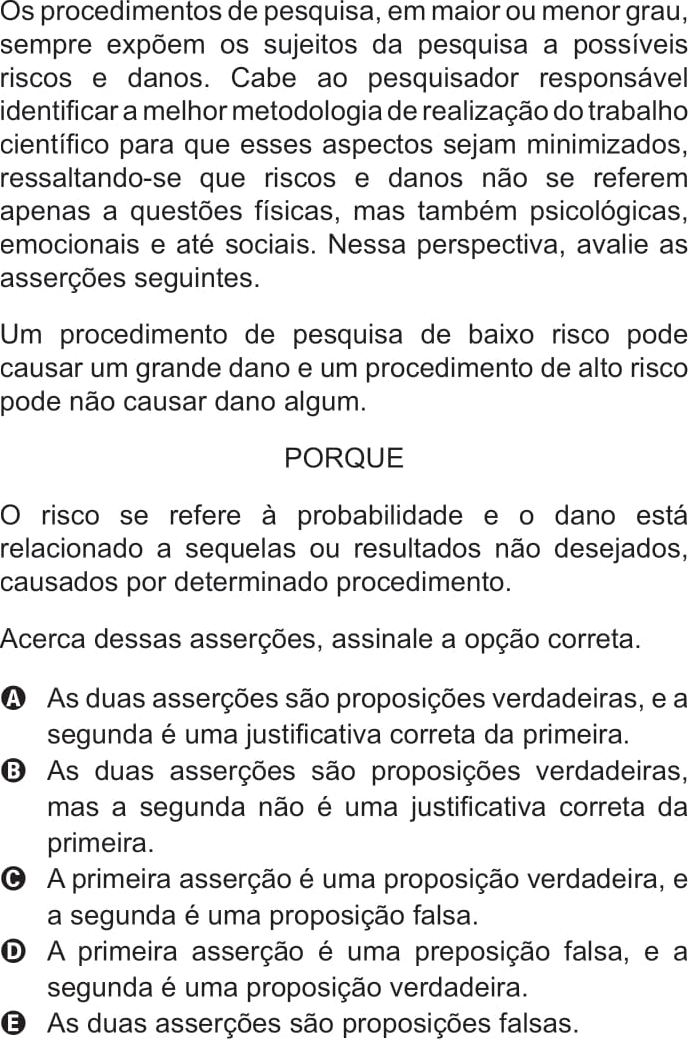 Os procedimentos de pesquisa, em maior ou menor grau,
sempre expõem os sujeitos da pesquisa a possíveis
riscos e danos. Cabe ao pesquisador responsável
identificar a melhor metodologia de realização do trabalho
científico para que esses aspectos sejam minimizados,
ressaltando-se que riscos e danos não se referem
apenas a questões físicas, mas também psicológicas,
emocionais e até sociais. Nessa perspectiva, avalie as
asserções seguintes.
Um procedimento de pesquisa de baixo risco pode
causar um grande dano e um procedimento de alto risco
pode não causar dano algum.
PORQUE
O risco se refere à probabilidade e o dano está
relacionado a sequelas ou resultados não desejados,
causados por determinado procedimento.
Acerca dessas asserções, assinale a opção correta.
A As duas asserções são proposições verdadeiras, e a
segunda é uma justificativa correta da primeira.
B As duas asserções são proposições verdadeiras,
mas a segunda não é uma justificativa correta da
primeira.
C A primeira asserção é uma proposição verdadeira, e
a segunda é uma proposição falsa.
D A primeira asserção é uma preposição falsa, e a
segunda é uma proposição verdadeira.
E As duas asserções são proposições falsas.